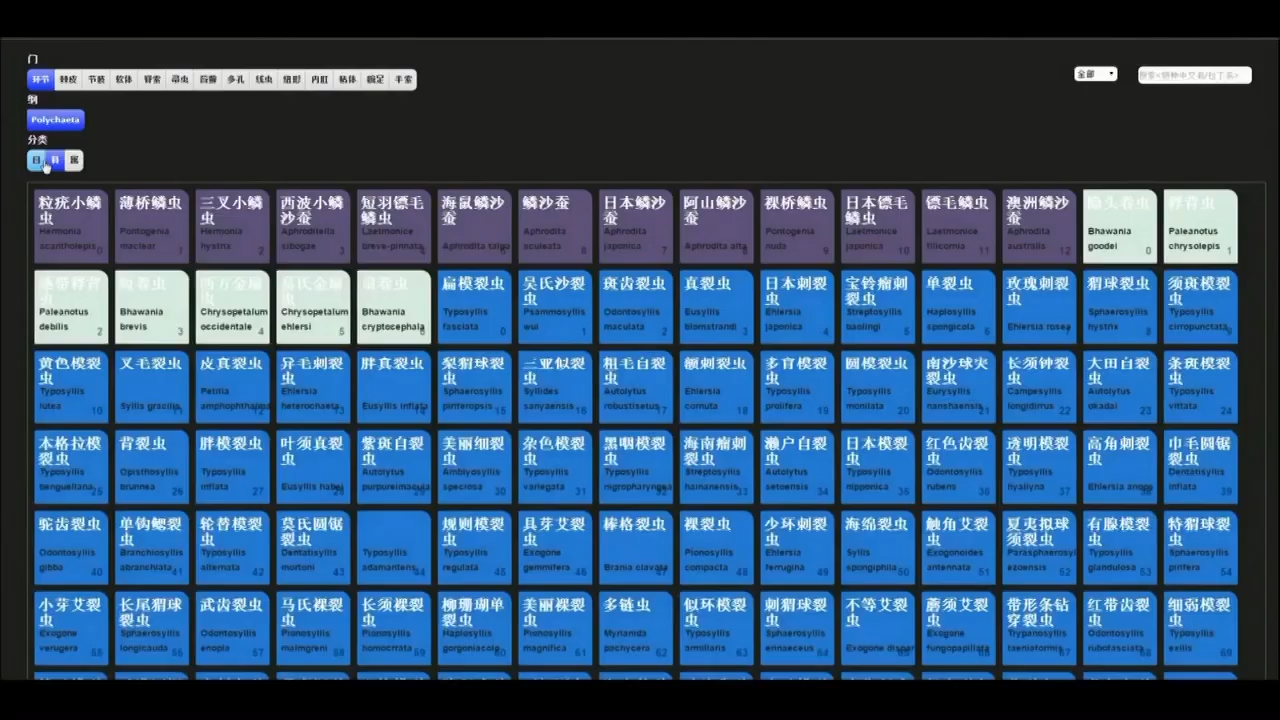 门
环节 棘皮 节肢 软体 脊索 扁虫 苔藓 多孔 线虫 纽形 内肛 粘体 腕足 半索
全部
纲
Polychaeta
分类
目 科 属
粒疣小鳞虫 Hermonia acantholepis 0
薄桥鳞虫 Pontogenia maclear 1
三叉小鳞虫 Hermonia hystrix 2
西波小鳞沙蚕 Aphroditella sibogae 3
短羽镖毛鳞虫 Laetmonice breve-pinnata
海鼠鳞沙蚕 Aphrodita talpa
鳞沙蚕 Aphrodita aculeata
日本鳞沙蚕 Aphrodita japonica 7
阿山鳞沙蚕 Aphrodita alta
裸桥鳞虫 Pontogenia nuda 9
日本镖毛鳞虫 Laetmonice japonica 10
镖毛鳞虫 Laetmonice filicornia 11
澳洲鳞沙蚕 Aphrodita australis 12
Bhawania goodei 0
稃背虫 Paleanotus chrysolepis 1
Paleanotus debilis 2
Bhawania brevis 3
Chrysopetalum occidentale 4
Chrysopetalum ehlersi 5
Bhawania cryptocephala 6
扁模裂虫 Typosyllis fasciata 0
吴氏沙裂虫 Psammosyllis wui 1
斑齿裂虫 Odontosyllis maculata 2
真裂虫 Eusyllis blomstrandi 3
日本刺裂虫 Ehlersia japonica 4
宝铃瘤刺裂虫 Streptosyllis baolingi 5
单裂虫 Haplosyllis spongicola 6
玫瑰刺裂虫 Ehlersia rosea
猬球裂虫 Sphaerosyllis hystrix 8
须斑模裂虫 Typosyllis cirropunctata
黄色模裂虫 Typosyllis lutea 10
叉毛裂虫 Syllis gracilis
皮真裂虫 Petitia amphophthalma
异毛刺裂虫 Ehlersia heterochaeta
胖真裂虫 Eusyllis inflata
梨猬球裂虫 Sphaerosyllis piriferopsis 15
三亚似裂虫 Syllides sanyaensis 16
粗毛自裂虫 Autolytus robustisetus 17
额刺裂虫 Ehlersia cornuta 18
多育模裂虫 Typosyllis prolifera 19
圆模裂虫 Typosyllis monilata 20
南沙球尖裂虫 Eurysyllis nanshaensis 21
长须钟裂虫 Campesyllis longidirrus 22
大田自裂虫 Autolytus okadai 23
条斑模裂虫 Typosyllis vittata 24
本格拉模裂虫 Typosyllis benguellana 25
背裂虫 Opisthosyllis brunnea 26
胖模裂虫 Typosyllis inflata 27
叶须真裂虫 Eusyllis habei
紫斑自裂虫 Autolytus purpureimacula
美丽细裂虫 Amblyosyllis speciosa 30
杂色模裂虫 Typosyllis variegata 31
黑咽模裂虫 Typosyllis nigropharyngea
海南瘤刺裂虫 Streptosyllis hainanensis 33
濑户自裂虫 Autolytus setoensis 34
日本模裂虫 Typosyllis nipponica 35
红色齿裂虫 Odontosyllis rubens 36
透明模裂虫 Typosyllis hyalina 37
高角刺裂虫 Ehlersia anops
巾毛圆锯裂虫 Dentatisyllis inflata 39
驼齿裂虫 Odontosyllis gibba 40
单钩鳃裂虫 Branchiosyllis abranchiata 41
轮替模裂虫 Typosyllis alternata 42
莫氏圆锯裂虫 Dentatisyllis mortoni 43
Typosyllis adamantens 44
规则模裂虫 Typosyllis regulata 45
具芽艾裂虫 Exogone gemmifera 46
棒格裂虫 Brania clavata
裸裂虫 Pionosyllis compacta 48
少环刺裂虫 Ehlersia ferrugina 49
海绵裂虫 Syllis spongiphila 50
触角艾裂虫 Exogonoides antennata 51
夏夷拟球须裂虫 Parasphaerosyllis ezoensis 52
有腺模裂虫 Typosyllis glandulosa 53
特猬球裂虫 Sphaerosyllis pirifera 54
小芽艾裂虫 Exogone verugera 55
长尾猬球裂虫 Sphaerosyllis longicauda 56
武齿裂虫 Odontosyllis enopla 57
马氏裸裂虫 Pionosyllis malmgreni 58
长须裸裂虫 Pionosyllis homocirrata 59
柳珊瑚单裂虫 Haplosyllis gorgoniacola
美丽裸裂虫 Pionosyllis magnifica 61
多链虫 Myrianida pachycera 62
似环模裂虫 Typosyllis armillaris 63
刺猬球裂虫 Sphaerosyllis erinaceus 64
不等艾裂虫 Exogone dispar
蘑须艾裂虫 Exogone fungopapillata
带形条钻穿裂虫 Trypanosyllis taeniaformis 67
红带齿裂虫 Odontosyllis rubofasciata 68
细弱模裂虫 Typosyllis exilis 69